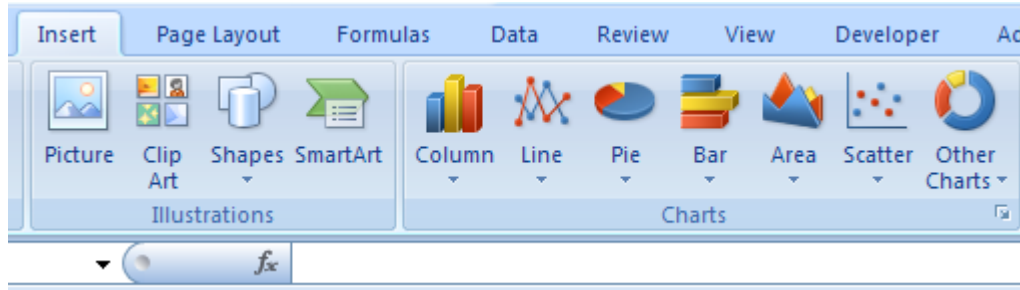 Insert Page Layout Formulas Data Review View Developer
Picture Clip Art Shapes SmartArt Column Line Pie Bar Area Scatter Other Charts
Illustrations Charts
fx